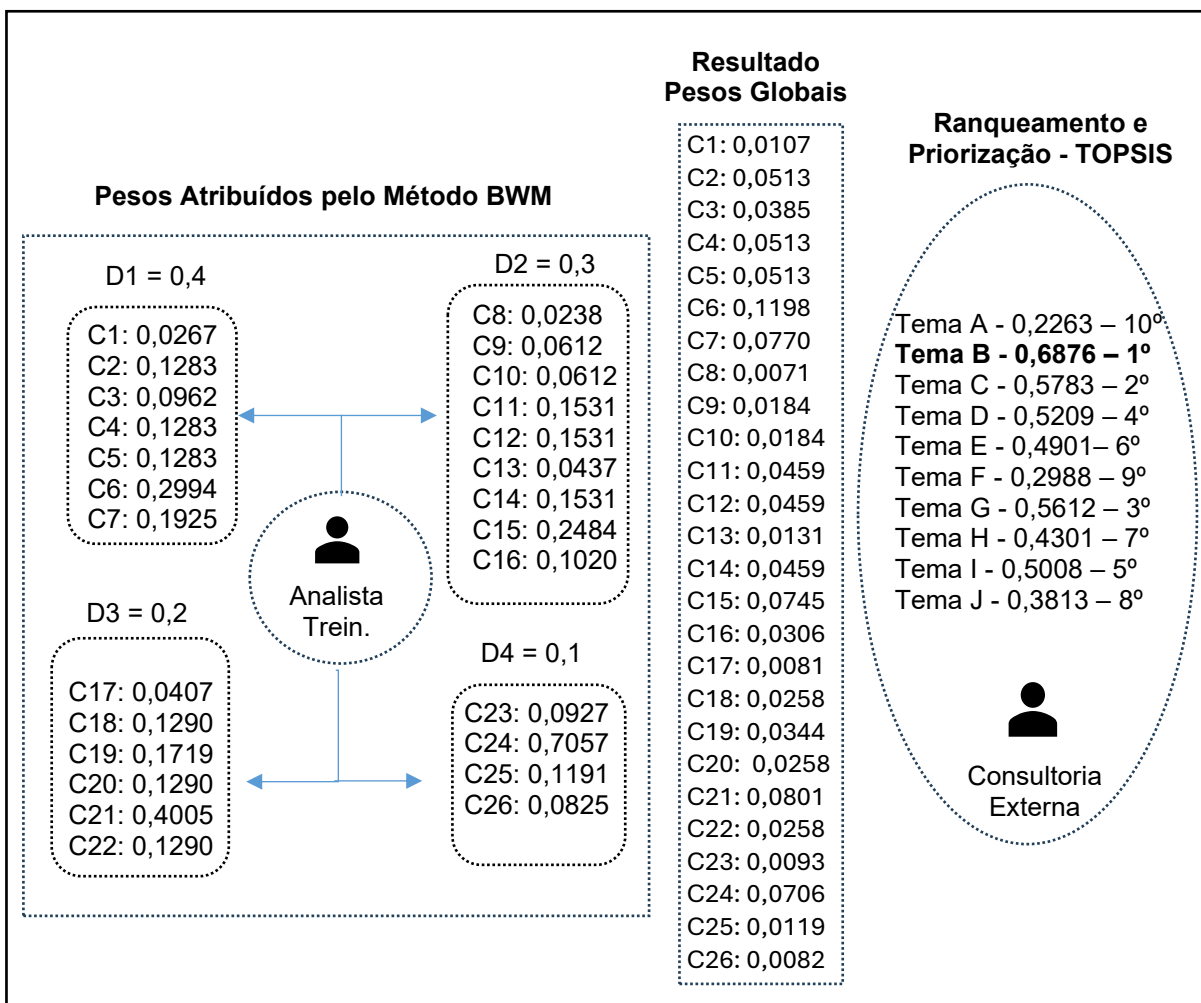 Pesos Atribuídos pelo Método BWM
D1 = 0,4
C1: 0,0267
C2: 0,1283
C3: 0,0962
C4: 0,1283
C5: 0,1283
C6: 0,2994
C7: 0,1925
D2 = 0,3
C8: 0,0238
C9: 0,0612
C10: 0,0612
C11: 0,1531
C12: 0,1531
C13: 0,0437
C14: 0,1531
C15: 0,2484
C16: 0,1020
Analista
Trein.
D3 = 0,2
C17: 0,0407
C18: 0,1290
C19: 0,1719
C20: 0,1290
C21: 0,4005
C22: 0,1290
D4 = 0,1
C23: 0,0927
C24: 0,7057
C25: 0,1191
C26: 0,0825
Resultado
Pesos Globais
C1: 0,0107
C2: 0,0513
C3: 0,0385
C4: 0,0513
C5: 0,0513
C6: 0,1198
C7: 0,0770
C8: 0,0071
C9: 0,0184
C10: 0,0184
C11: 0,0459
C12: 0,0459
C13: 0,0131
C14: 0,0459
C15: 0,0745
C16: 0,0306
C17: 0,0081
C18: 0,0258
C19: 0,0344
C20: 0,0258
C21: 0,0801
C22: 0,0258
C23: 0,0093
C24: 0,0706
C25: 0,0119
C26: 0,0082
Ranqueamento e
Priorização - TOPSIS
Tema A - 0,2263 – 10º
Tema B - 0,6876 – 1º
Tema C - 0,5783 – 2º
Tema D - 0,5209 – 4º
Tema E - 0,4901– 6º
Tema F - 0,2988 – 9º
Tema G - 0,5612 – 3º
Tema H - 0,4301 – 7º
Tema I - 0,5008 – 5º
Tema J - 0,3813 – 8º
Consultoria
Externa